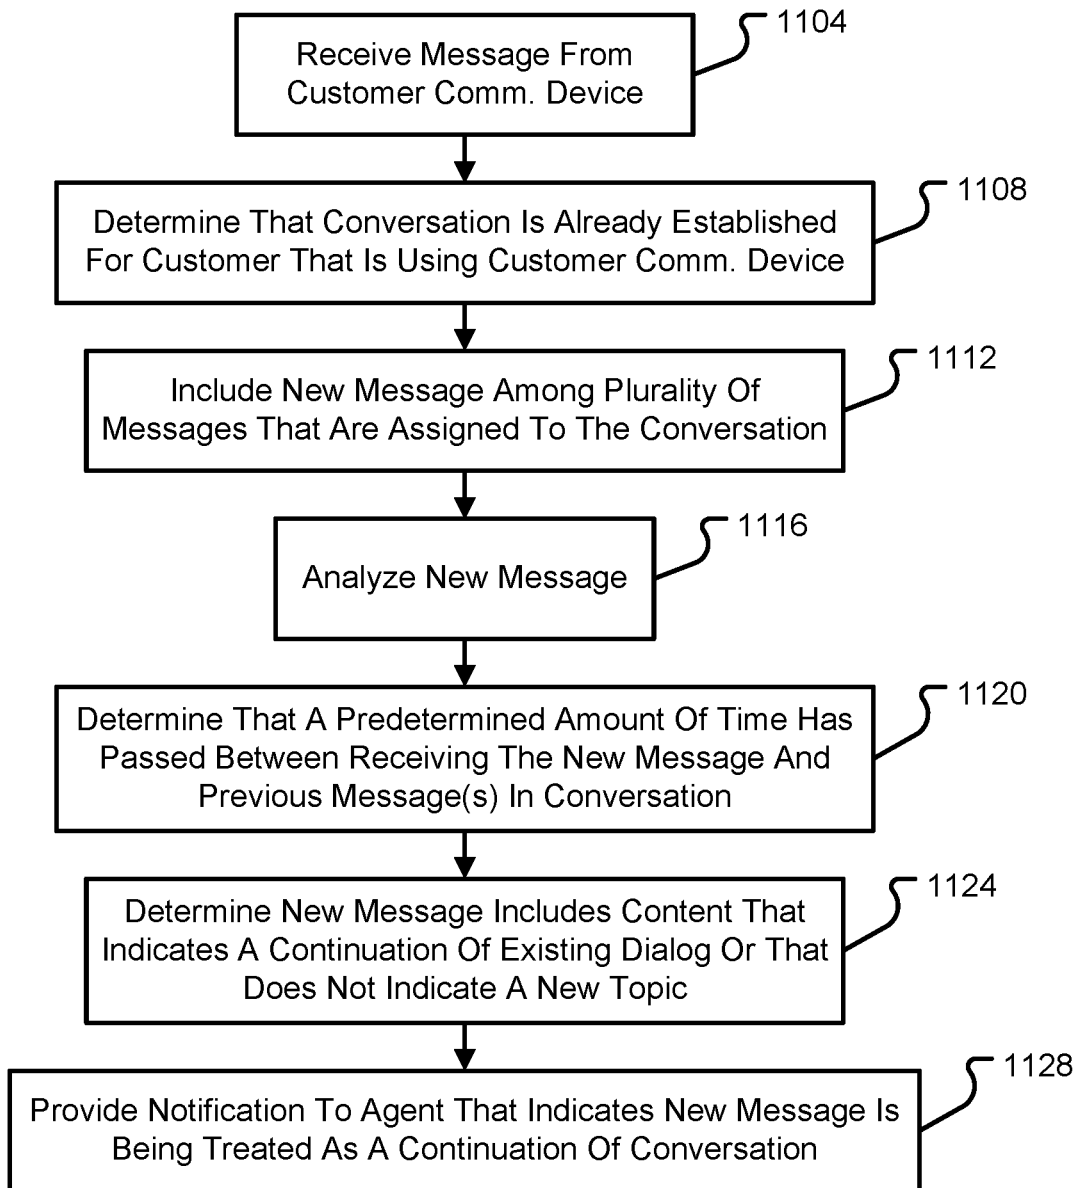 1104
Receive Message From
Customer Comm. Device
1108
Determine That Conversation Is Already Established
For Customer That Is Using Customer Comm. Device
1112
Include New Message Among Plurality Of
Messages That Are Assigned To The Conversation
1116
Analyze New Message
1120
Determine That A Predetermined Amount Of Time Has
Passed Between Receiving The New Message And
Previous Message(s) In Conversation
1124
Determine New Message Includes Content That
Indicates A Continuation Of Existing Dialog Or That
Does Not Indicate A New Topic
1128
Provide Notification To Agent That Indicates New Message Is
Being Treated As A Continuation Of Conversation